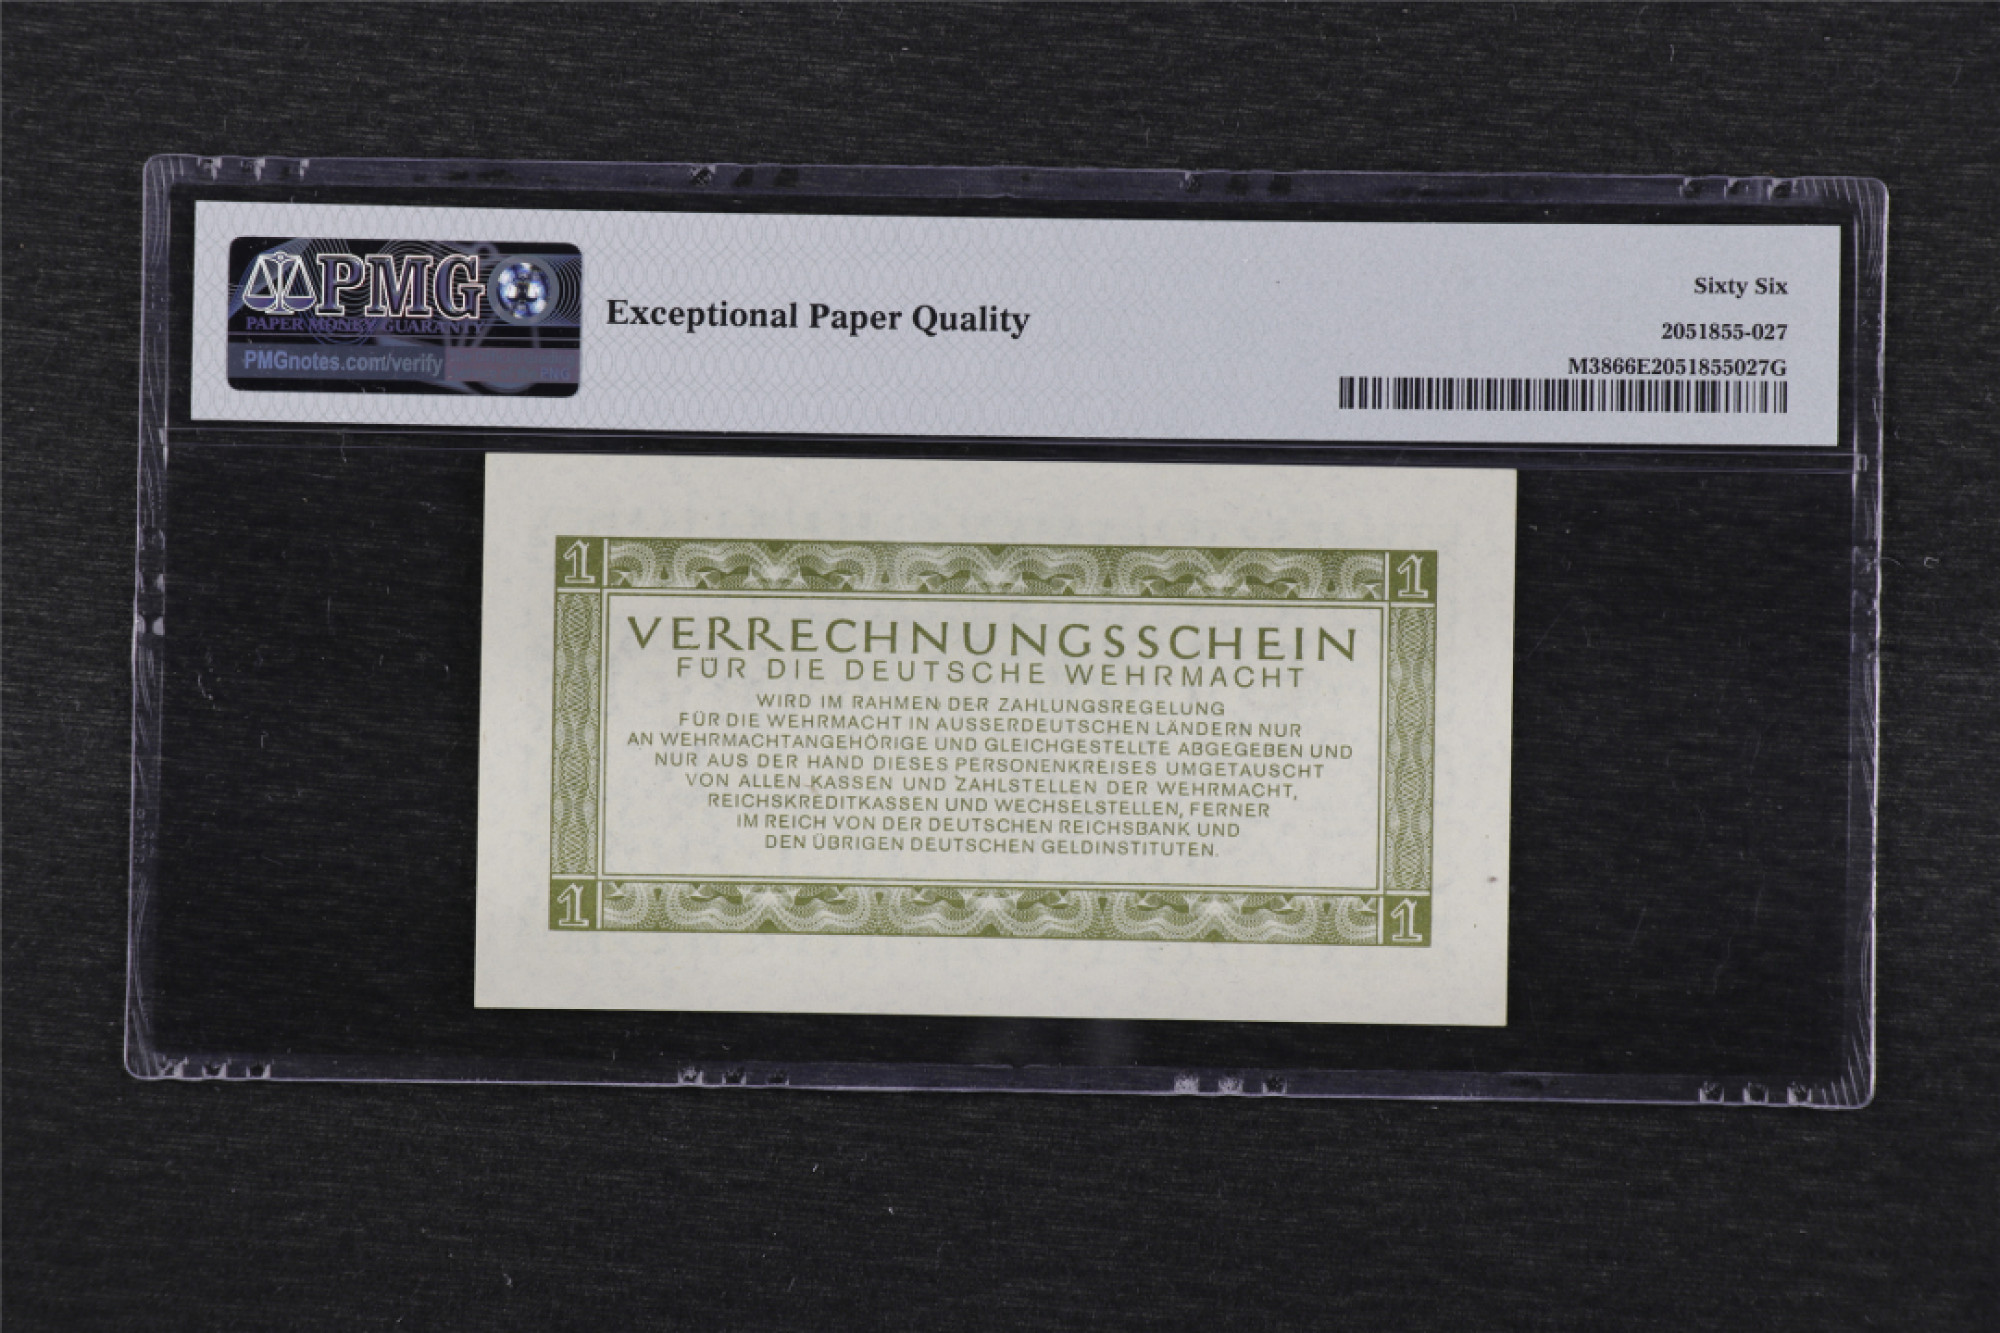 PMG
PAPER MONEY GUARANTY
PMGnotes.com/verify
Exceptional Paper Quality
Sixty Six
2051855-027
M3866E2051855027G
1 1
VERRECHNUNGSSCHEIN
FÜR DIE DEUTSCHE WEHRMACHT
WIRD IM RAHMEN DER ZAHLUNGSREGELUNG
FÜR DIE WEHRMACHT IN AUSSERDEUTSCHEN LÄNDERN NUR
AN WEHRMACHTANGEHÖRIGE UND GLEICHGESTELLTE ABGEGEBEN UND
NUR AUS DER HAND DIESES PERSONENKREISES UMGETAUSCHT
VON ALLEN KASSEN UND ZAHLSTELLEN DER WEHRMACHT,
REICHSKREDITKASSEN UND WECHSELSTELLEN, FERNER
IM REICH VON DER DEUTSCHEN REICHSBANK UND
DEN ÜBRIGEN DEUTSCHEN GELDINSTITUTEN.
1 1